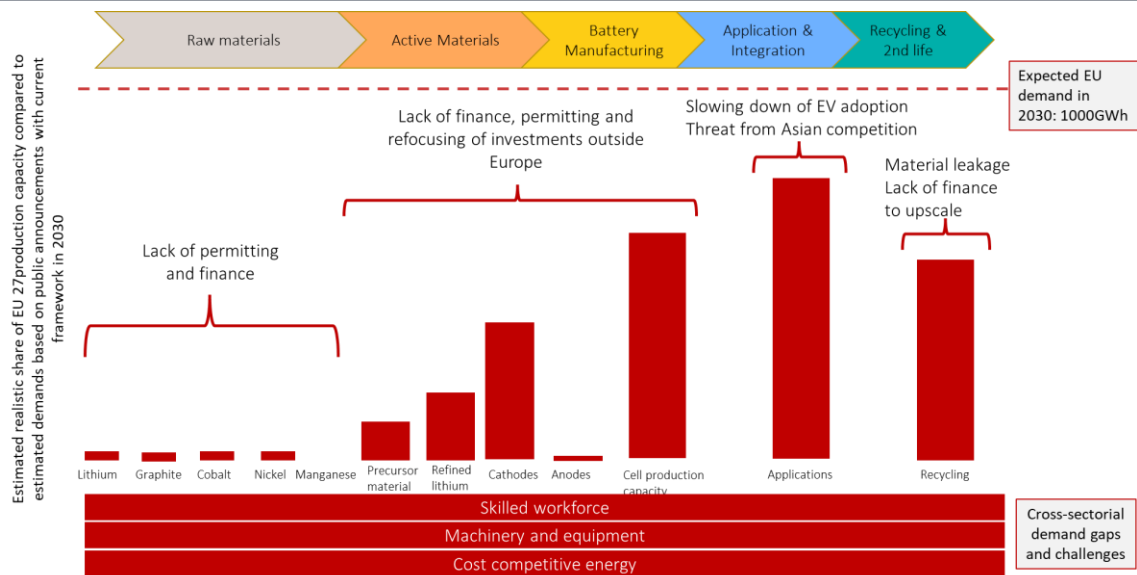 Raw materials
Active Materials
Battery
Manufacturing
Application &
Integration
Recycling &
2nd life
Expected EU
demand in
2030: 1000GWh
Estimated realistic share of EU 27production capacity compared to
estimated demands based on public announcements with current
framework in 2030
Lack of permitting
and finance
Lack of finance, permitting and
refocusing of investments outside
Europe
Slowing down of EV adoption
Threat from Asian competition
Material leakage
Lack of finance
to upscale
Lithium
Graphite
Cobalt
Nickel
Manganese
Precursor
material
Refined
lithium
Cathodes
Anodes
Cell production
capacity
Applications
Recycling
Skilled workforce
Machinery and equipment
Cost competitive energy
Cross-sectorial
demand gaps
and challenges